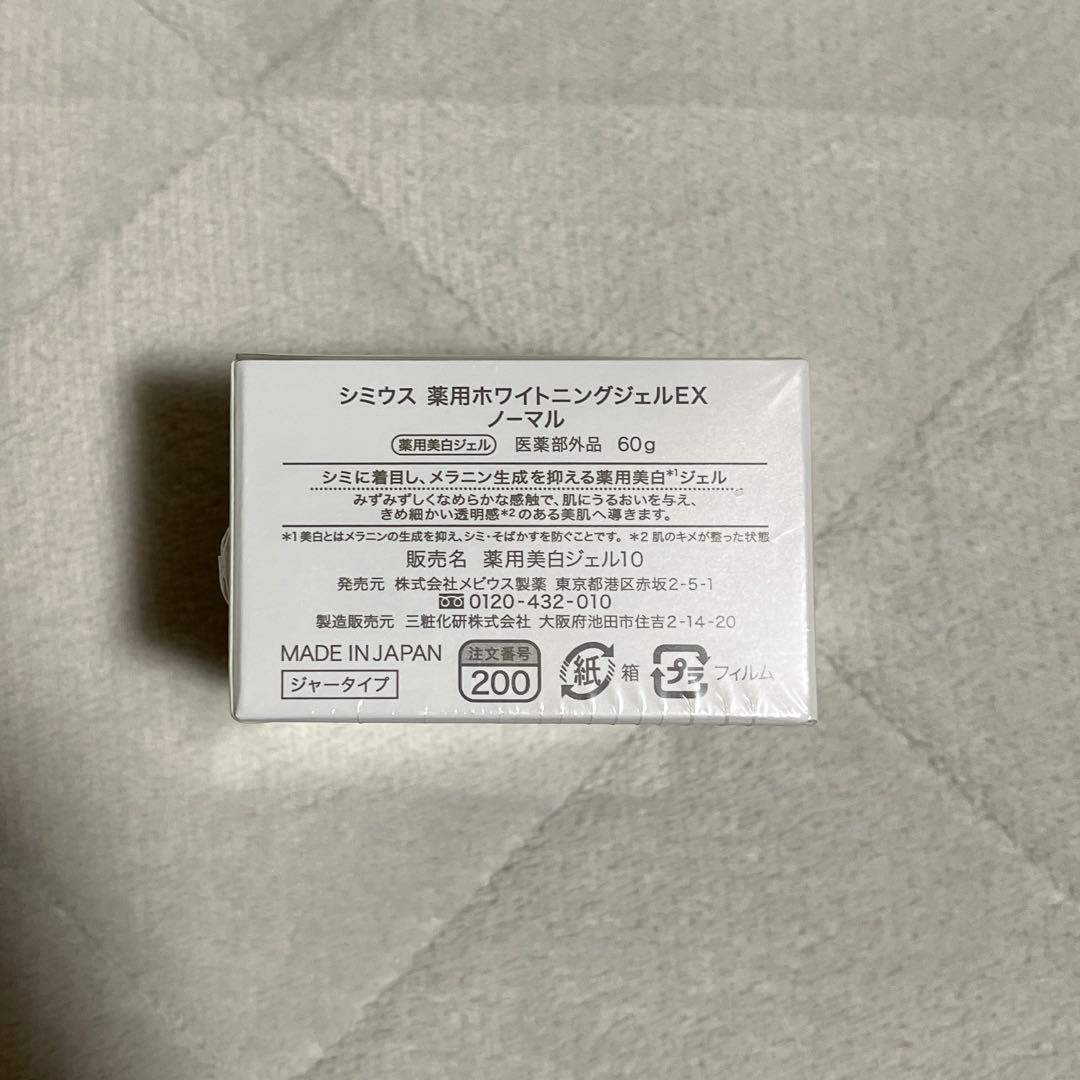 シミウス 薬用ホワイトニングジェルEX
ノーマル
薬用美白ジェル 医薬部外品 60g
シミに着目し、メラニン生成を抑える薬用美白*1ジェル
みずみずしくなめらかな感触で、肌にうるおいを与え、
きめ細かい透明感*2のある美肌へ導きます。
*1 美白とはメラニンの生成を抑え、シミ・そばかすを防ぐことです。 *2 肌のキメが整った状態
販売名 薬用美白ジェル10
発売元 株式会社メビウス製薬 東京都港区赤坂2-5-1
0120-432-010
製造販売元 三粧化研株式会社 大阪府池田市住吉2-14-20
MADE IN JAPAN
ジャータイプ
注文番号
200
紙 箱
プラ フィルム